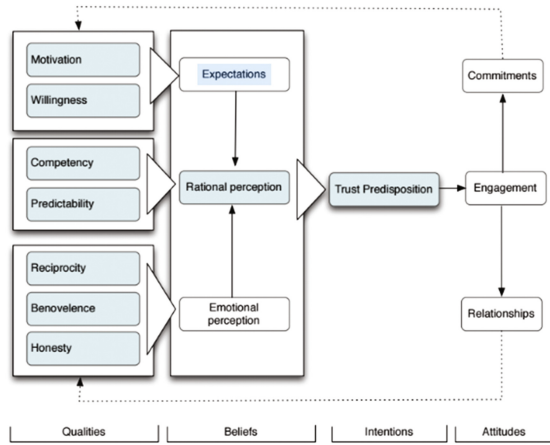 Motivation
Willingness
Expectations
Commitments
Competency
Predictability
Rational perception
Trust Predisposition
Engagement
Reciprocity
Benovelence
Honesty
Emotional
perception
Relationships
Qualities
Beliefs
Intentions
Attitudes